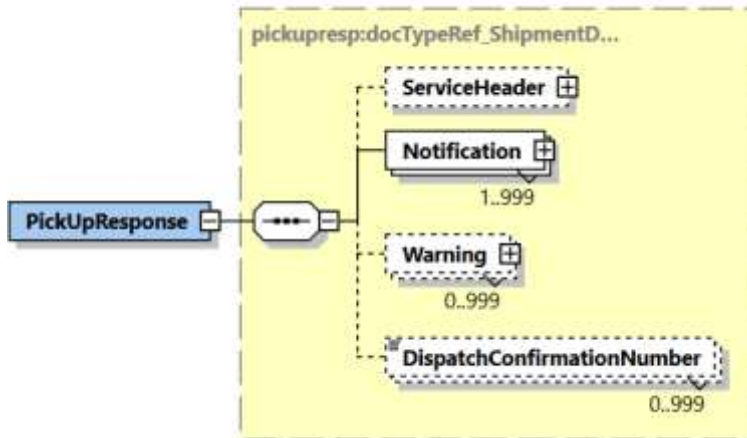 pickupresp:docTypeRef_ShipmentD...
ServiceHeader
Notification
1..999
PickUpResponse
Warning
0..999
DispatchConfirmationNumber
0..999